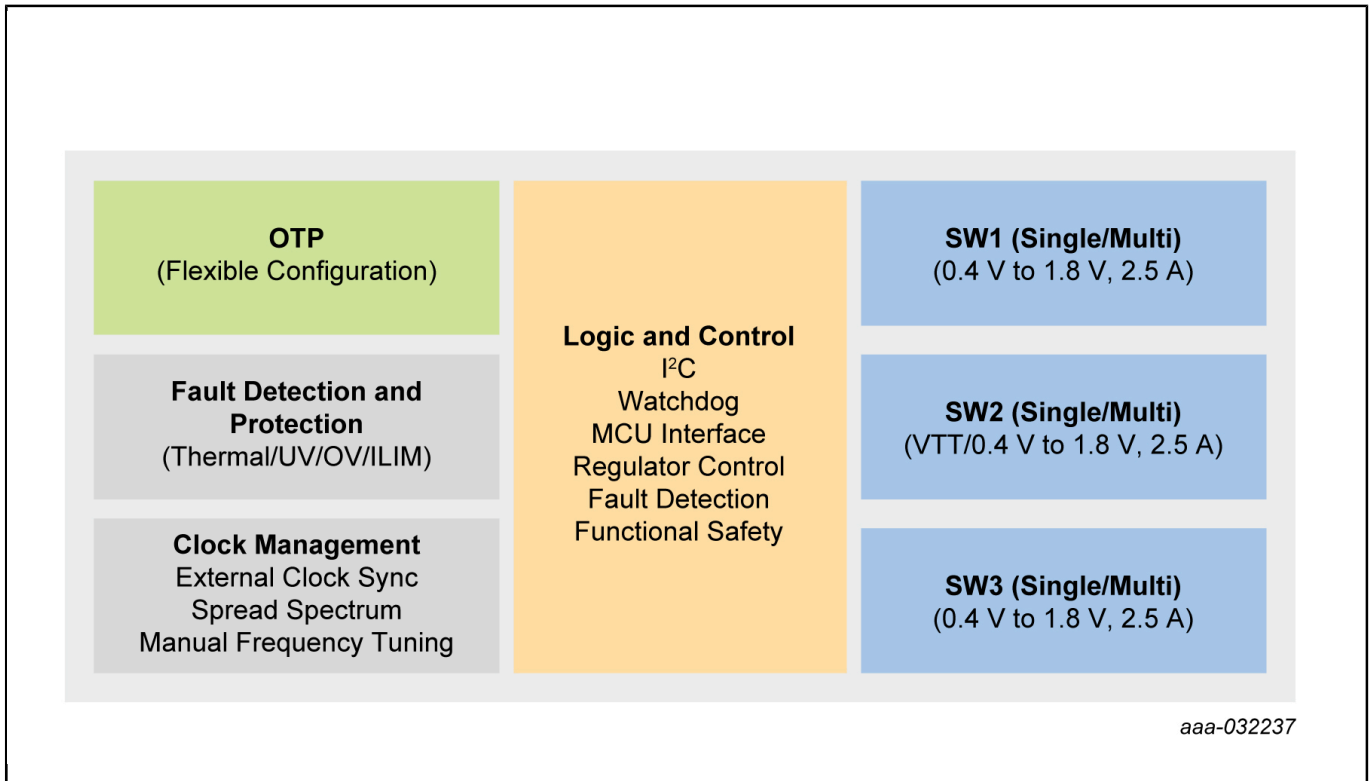 OTP
(Flexible Configuration)
Fault Detection and
Protection
(Thermal/UV/OV/ILIM)
Clock Management
External Clock Sync
Spread Spectrum
Manual Frequency Tuning
Logic and Control
I²C
Watchdog
MCU Interface
Regulator Control
Fault Detection
Functional Safety
SW1 (Single/Multi)
(0.4 V to 1.8 V, 2.5 A)
SW2 (Single/Multi)
(VTT/0.4 V to 1.8 V, 2.5 A)
SW3 (Single/Multi)
(0.4 V to 1.8 V, 2.5 A)
aaa-032237